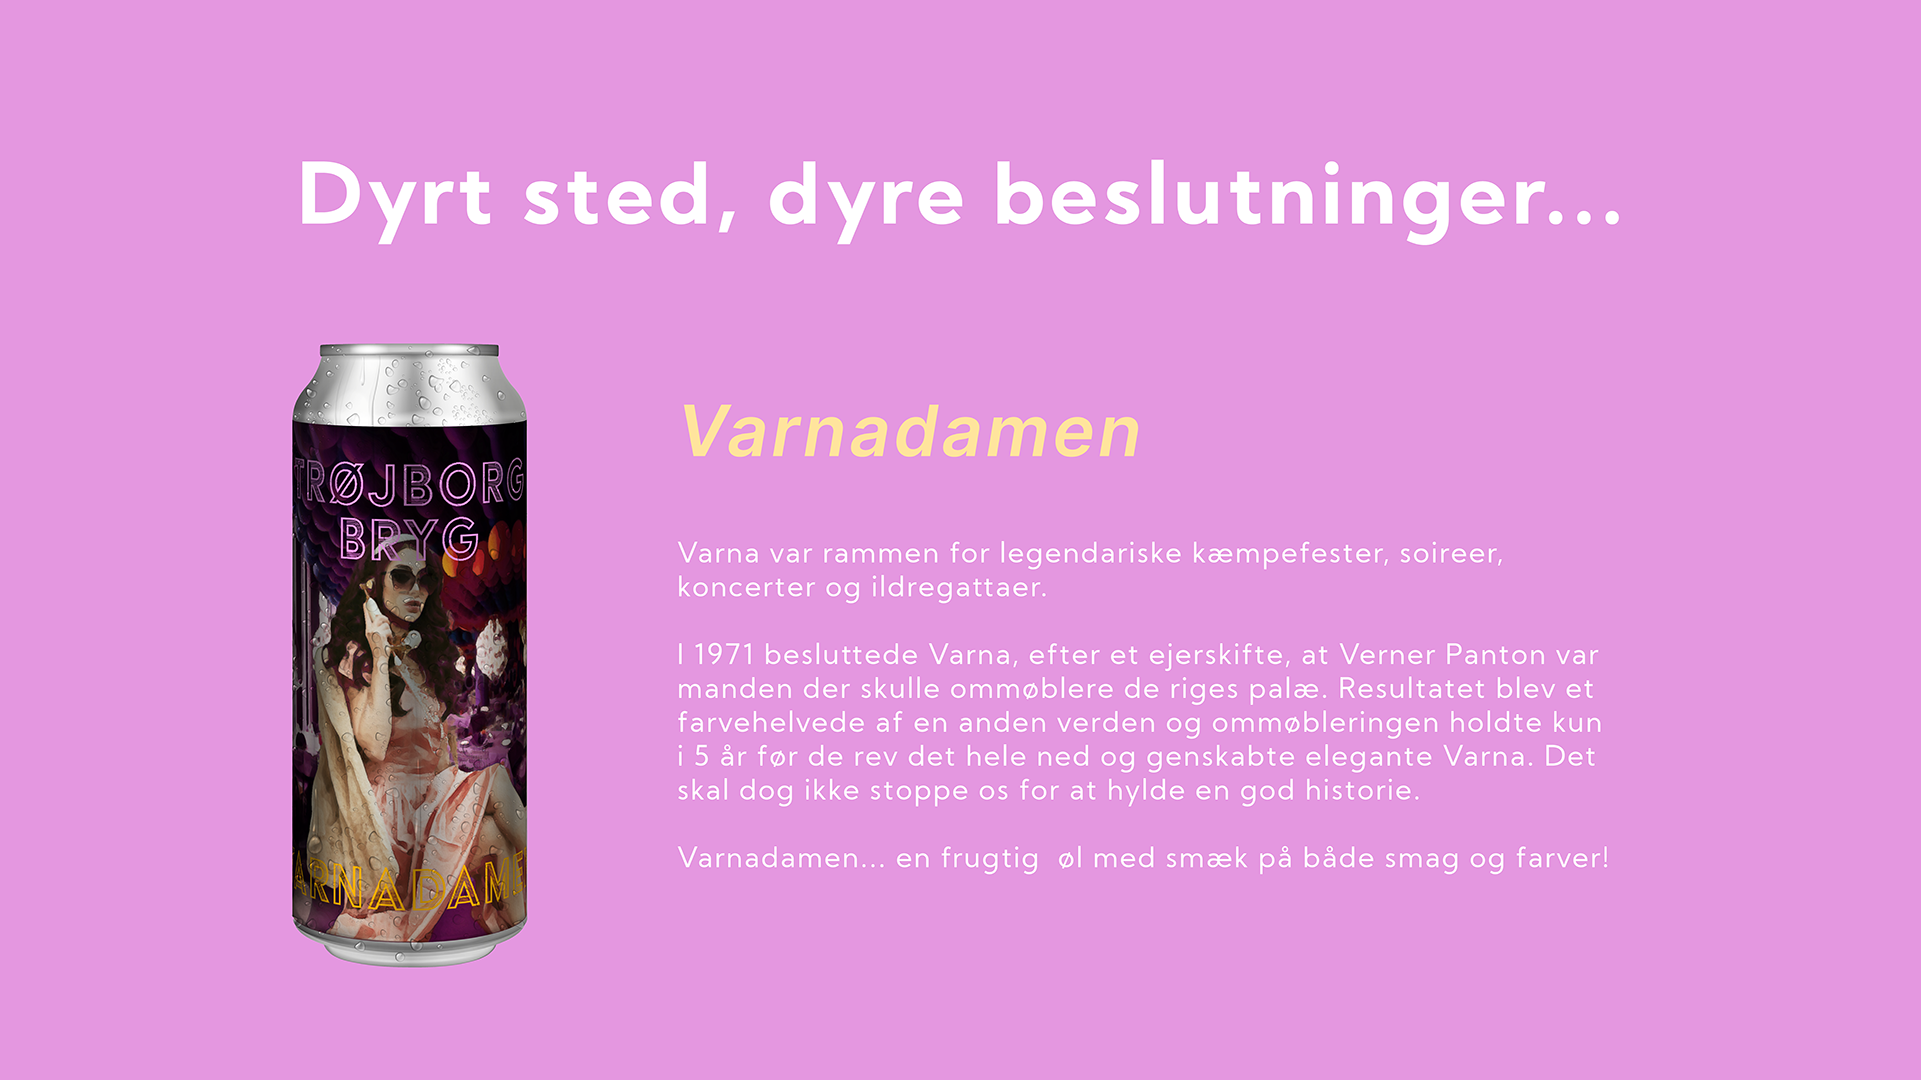 Dyrt sted, dyre beslutninger...
TRØJBORG
BRYG
ARNADAME
Varnadamen
Varna var rammen for legendariske kæmpefester, soireer,
koncerter og ildregattaer.
I 1971 besluttede Varna, efter et ejerskifte, at Verner Panton var
manden der skulle ommøblere de riges palæ. Resultatet blev et
farvehelvede af en anden verden og ommøbleringen holdte kun
i 5 år før de rev det hele ned og genskabte elegante Varna. Det
skal dog ikke stoppe os for at hylde en god historie.
Varnadamen... en frugtig  øl med smæk på både smag og farver!